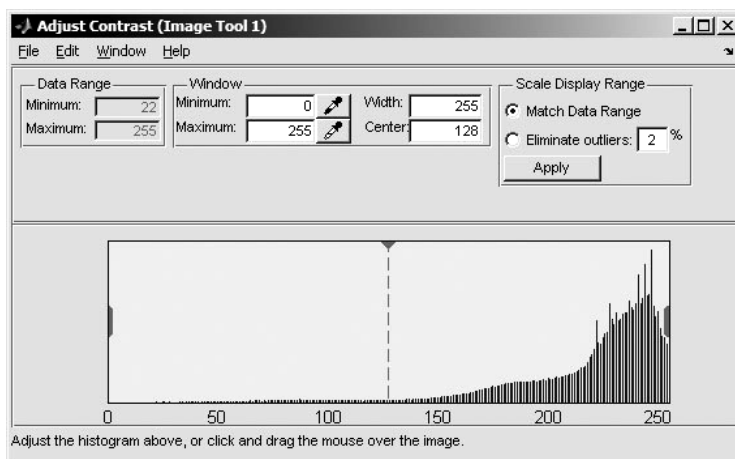 Adjust Contrast (Image Tool 1)
File Edit Window Help
Data Range
Minimum: 22
Maximum: 255
Window
Minimum: 0
Maximum: 255
Width: 255
Center: 128
Scale Display Range
Match Data Range
Eliminate outliers: 2 %
Apply
0 50 100 150 200 250
Adjust the histogram above, or click and drag the mouse over the image.